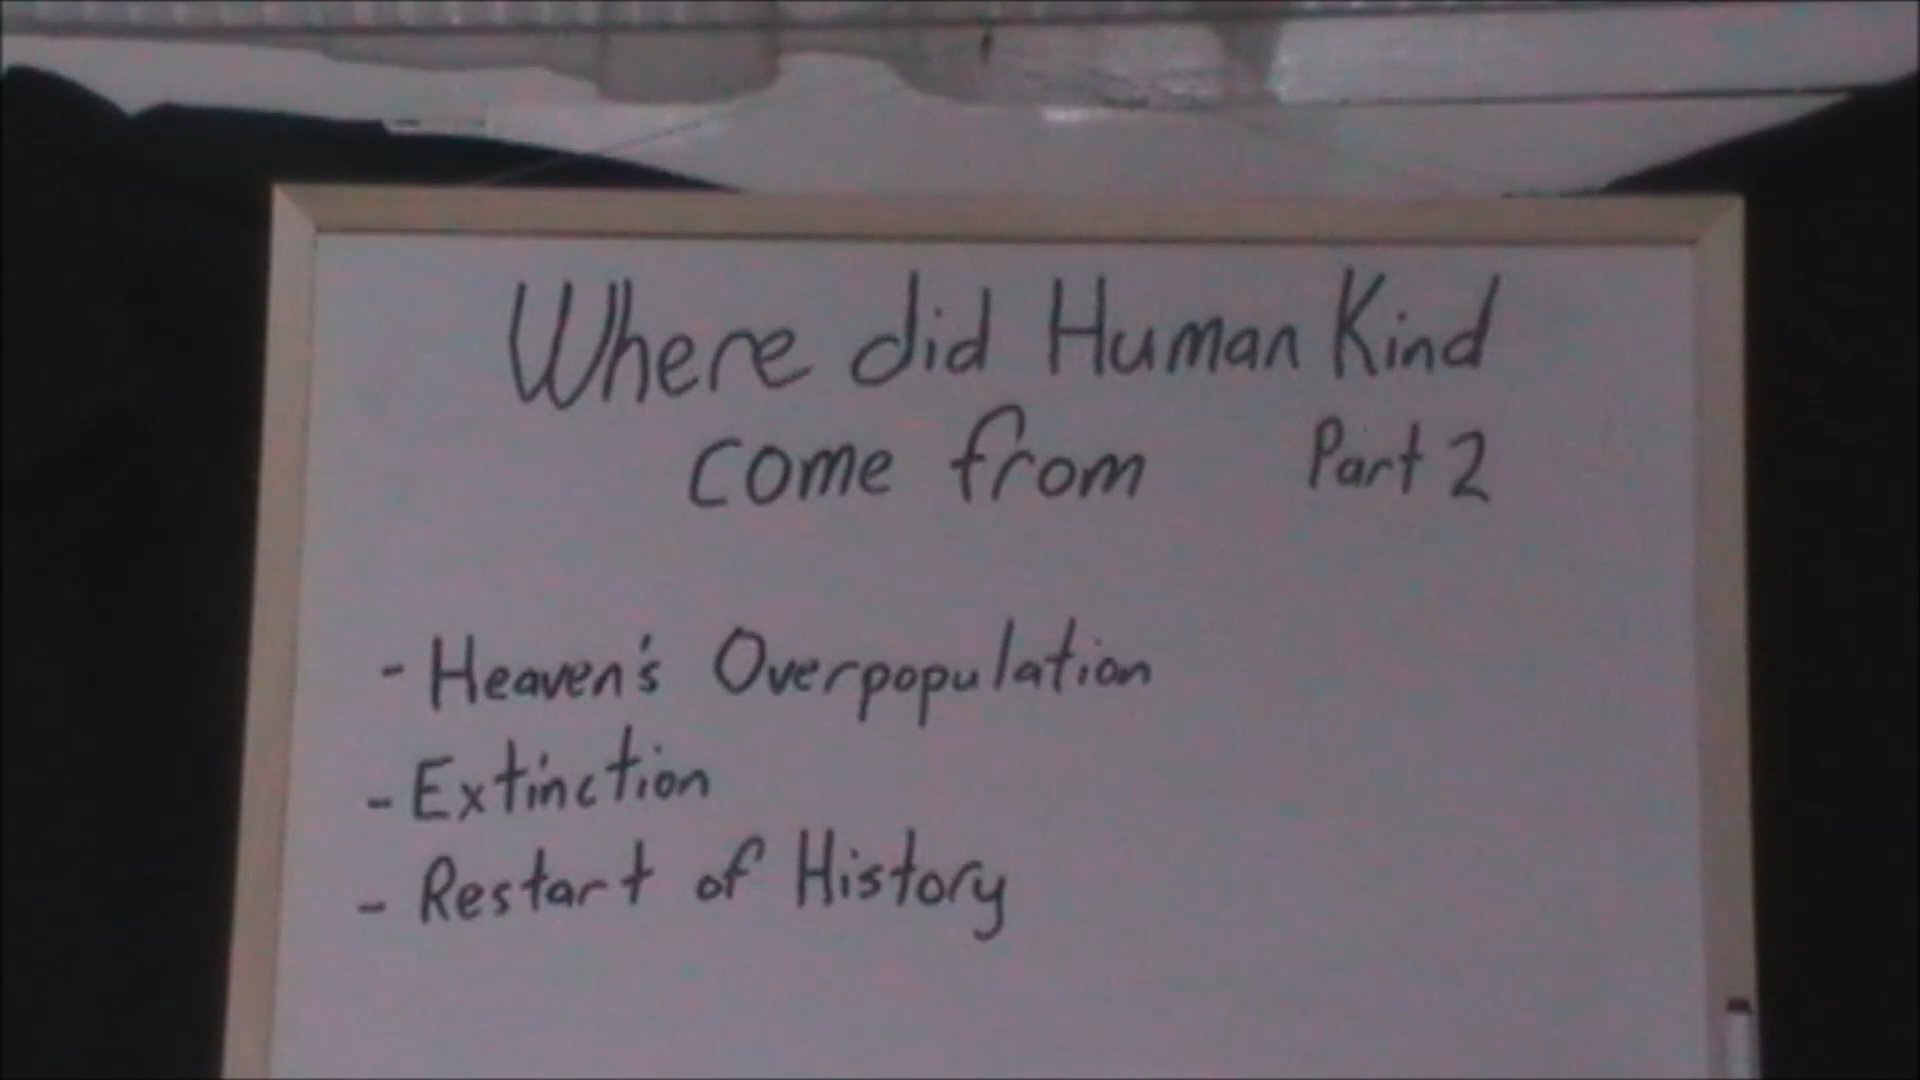 Where did Human Kind
come from Part 2
- Heaven's Overpopulation
- Extinction
- Restart of History